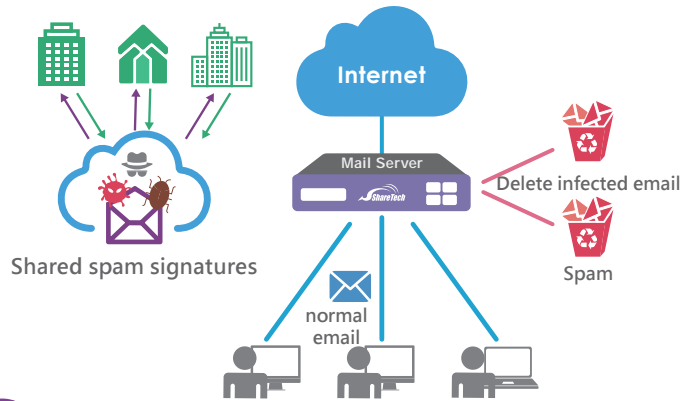 Internet
Mail Server
ShareTech
Delete infected email
Shared spam signatures
Spam
normal
email